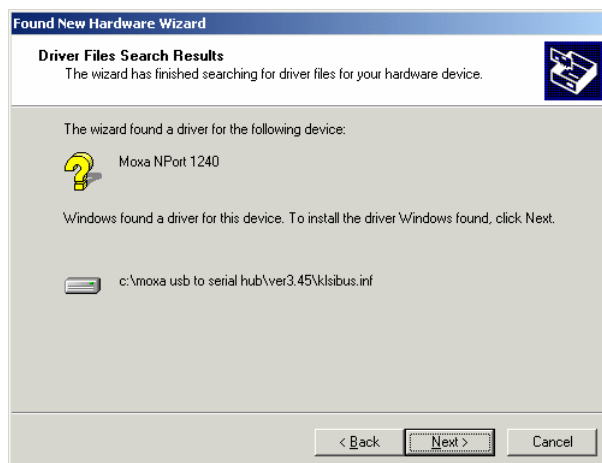 Found New Hardware Wizard
Driver Files Search Results
The wizard has finished searching for driver files for your hardware device.
The wizard found a driver for the following device:
Moxa NPort 1240
Windows found a driver for this device. To install the driver Windows found, click Next.
c:\moxa usb to serial hub\ver3.45\klsibus.inf
< Back
Next >
Cancel